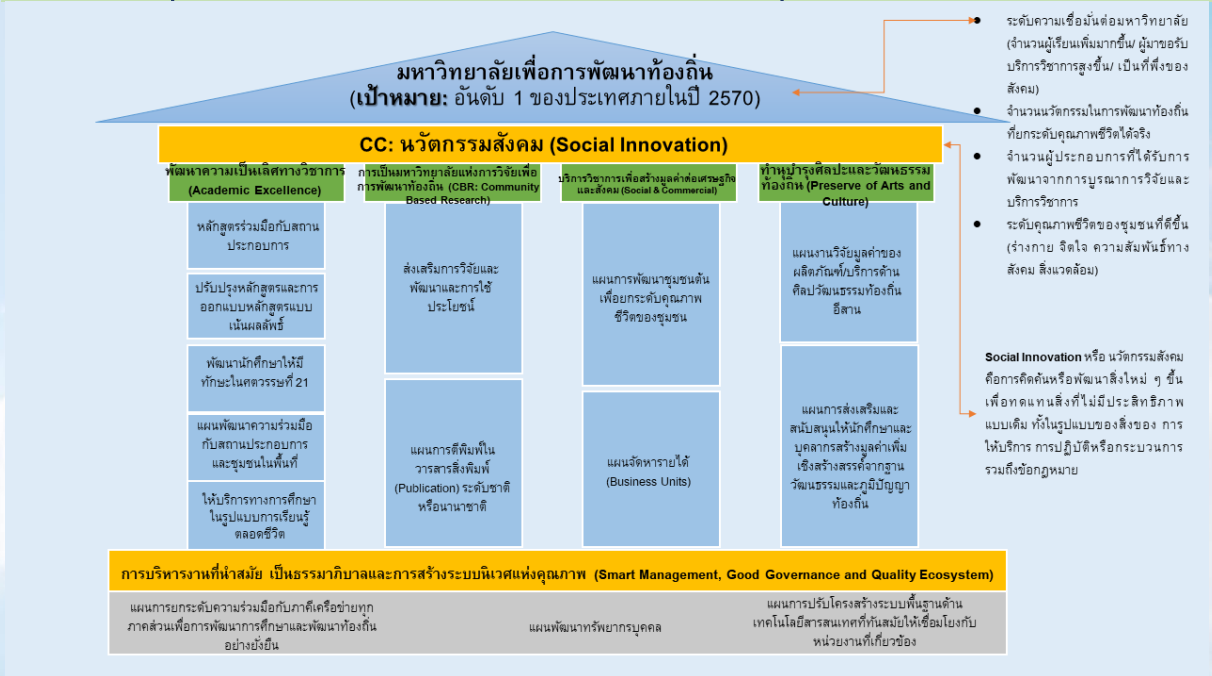 มหาวิทยาลัยเพื่อการพัฒนาท้องถิ่น
(เป้าหมาย: อันดับ 1 ของประเทศภายในปี 2570)
CC: นวัตกรรมสังคม (Social Innovation)
พัฒนาความเป็นเลิศทางวิชาการ
(Academic Excellence)
หลักสูตรร่วมมือกับสถาน
ประกอบการ
ปรับปรุงหลักสูตรและการ
ออกแบบหลักสูตรแบบ
เน้นผลลัพธ์
พัฒนานักศึกษาให้มี
ทักษะในศตวรรษที่ 21
แผนพัฒนาความร่วมมือ
กับสถานประกอบการ
และชุมชนในพื้นที่
ให้บริการทางการศึกษา
ในรูปแบบการเรียนรู้
ตลอดชีวิต
การเป็นมหาวิทยาลัยแห่งการวิจัยเพื่อ
การพัฒนาท้องถิ่น (CBR: Community
Based Research)
ส่งเสริมการวิจัยและ
พัฒนาและการใช้
ประโยชน์
แผนการตีพิมพ์ใน
วารสารสิ่งพิมพ์
(Publication) ระดับชาติ
หรือนานาชาติ
บริการวิชาการเพื่อสร้างมูลค่าต่อเศรษฐกิจ
และสังคม (Social & Commercial)
แผนการพัฒนาชุมชนต้น
เพื่อยกระดับคุณภาพ
ชีวิตของชุมชน
แผนจัดหารายได้
(Business Units)
ทำนุบำรุงศิลปะและวัฒนธรรม
ท้องถิ่น (Preserve of Arts and
Culture)
แผนงานวิจัยมูลค่าของ
ผลิตภัณฑ์/บริการด้าน
ศิลปวัฒนธรรมท้องถิ่น
อีสาน
แผนการส่งเสริมและ
สนับสนุนให้นักศึกษาและ
บุคลากรสร้างมูลค่าเพิ่ม
เชิงสร้างสรรค์จากฐาน
วัฒนธรรมและภูมิปัญญา
ท้องถิ่น
การบริหารงานที่นำสมัย เป็นธรรมาภิบาลและการสร้างระบบนิเวศแห่งคุณภาพ (Smart Management, Good Governance and Quality Ecosystem)
แผนการยกระดับความร่วมมือกับภาคีเครือข่ายทุก
ภาคส่วนเพื่อการพัฒนาการศึกษาและพัฒนาท้องถิ่น
อย่างยั่งยืน
แผนพัฒนาทรัพยากรบุคคล
แผนการปรับโครงสร้างระบบพื้นฐานด้าน
เทคโนโลยีสารสนเทศที่ทันสมัยให้เชื่อมโยงกับ
หน่วยงานที่เกี่ยวข้อง
● ระดับความเชื่อมั่นต่อมหาวิทยาลัย
(จำนวนผู้เรียนเพิ่มมากขึ้น/ ผู้มาขอรับ
บริการวิชาการสูงขึ้น/ เป็นที่พึ่งของ
สังคม)
● จำนวนนวัตกรรมในการพัฒนาท้องถิ่น
ที่ยกระดับคุณภาพชีวิตได้จริง
● จำนวนผู้ประกอบการที่ได้รับการ
พัฒนาจากการบูรณาการวิจัยและ
บริการวิชาการ
● ระดับคุณภาพชีวิตของชุมชนที่ดีขึ้น
(ร่างกาย จิตใจ ความสัมพันธ์ทาง
สังคม สิ่งแวดล้อม)
Social Innovation หรือ นวัตกรรมสังคม
คือการคิดค้นหรือพัฒนาสิ่งใหม่ ๆ ขึ้น
เพื่อทดแทนสิ่งที่ไม่มีประสิทธิภาพ
แบบเดิม ทั้งในรูปแบบของสิ่งของ การ
ให้บริการ การปฏิบัติหรือกระบวนการ
รวมถึงข้อกฎหมาย